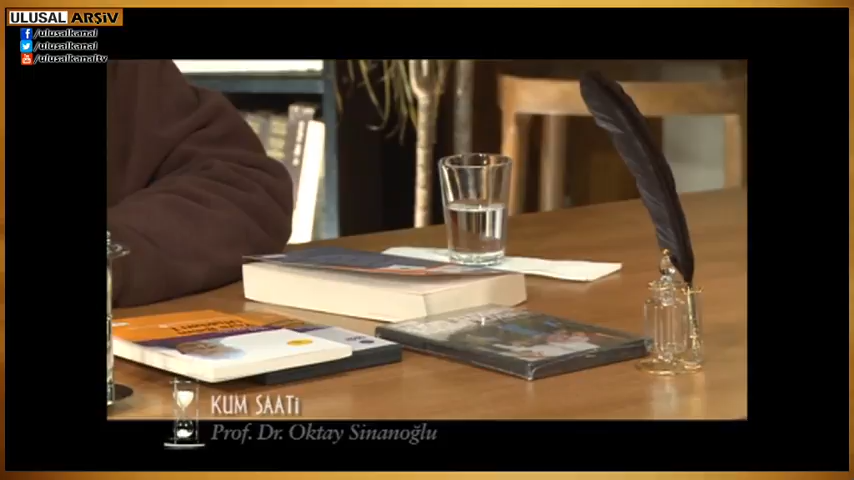 ULUSAL ARŞİV
/ulusalkanal
/ulusalkanal
/ulusalkanaltv
KUM SAATİ
Prof. Dr. Oktay Sinanoğlu